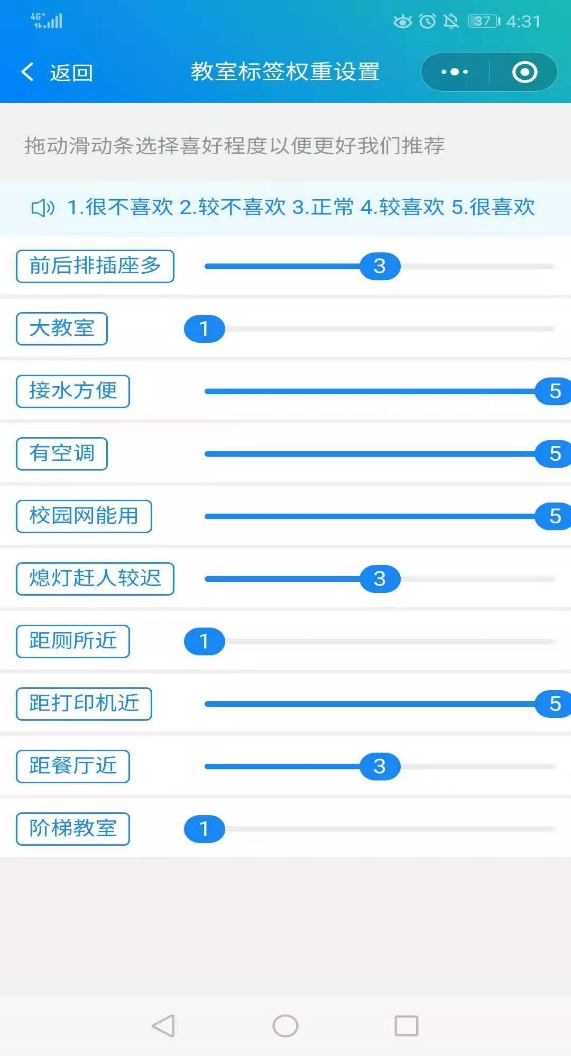 4G+ 37 4:31
返回 教室标签权重设置
拖动滑动条选择喜好程度以便更好我们推荐
1.很不喜欢 2.较不喜欢 3.正常 4.较喜欢 5.很喜欢
前后排插座多 3
大教室 1
接水方便 5
有空调 5
校园网能用 5
熄灯赶人较迟 3
距厕所近 1
距打印机近 5
距餐厅近 3
阶梯教室 1